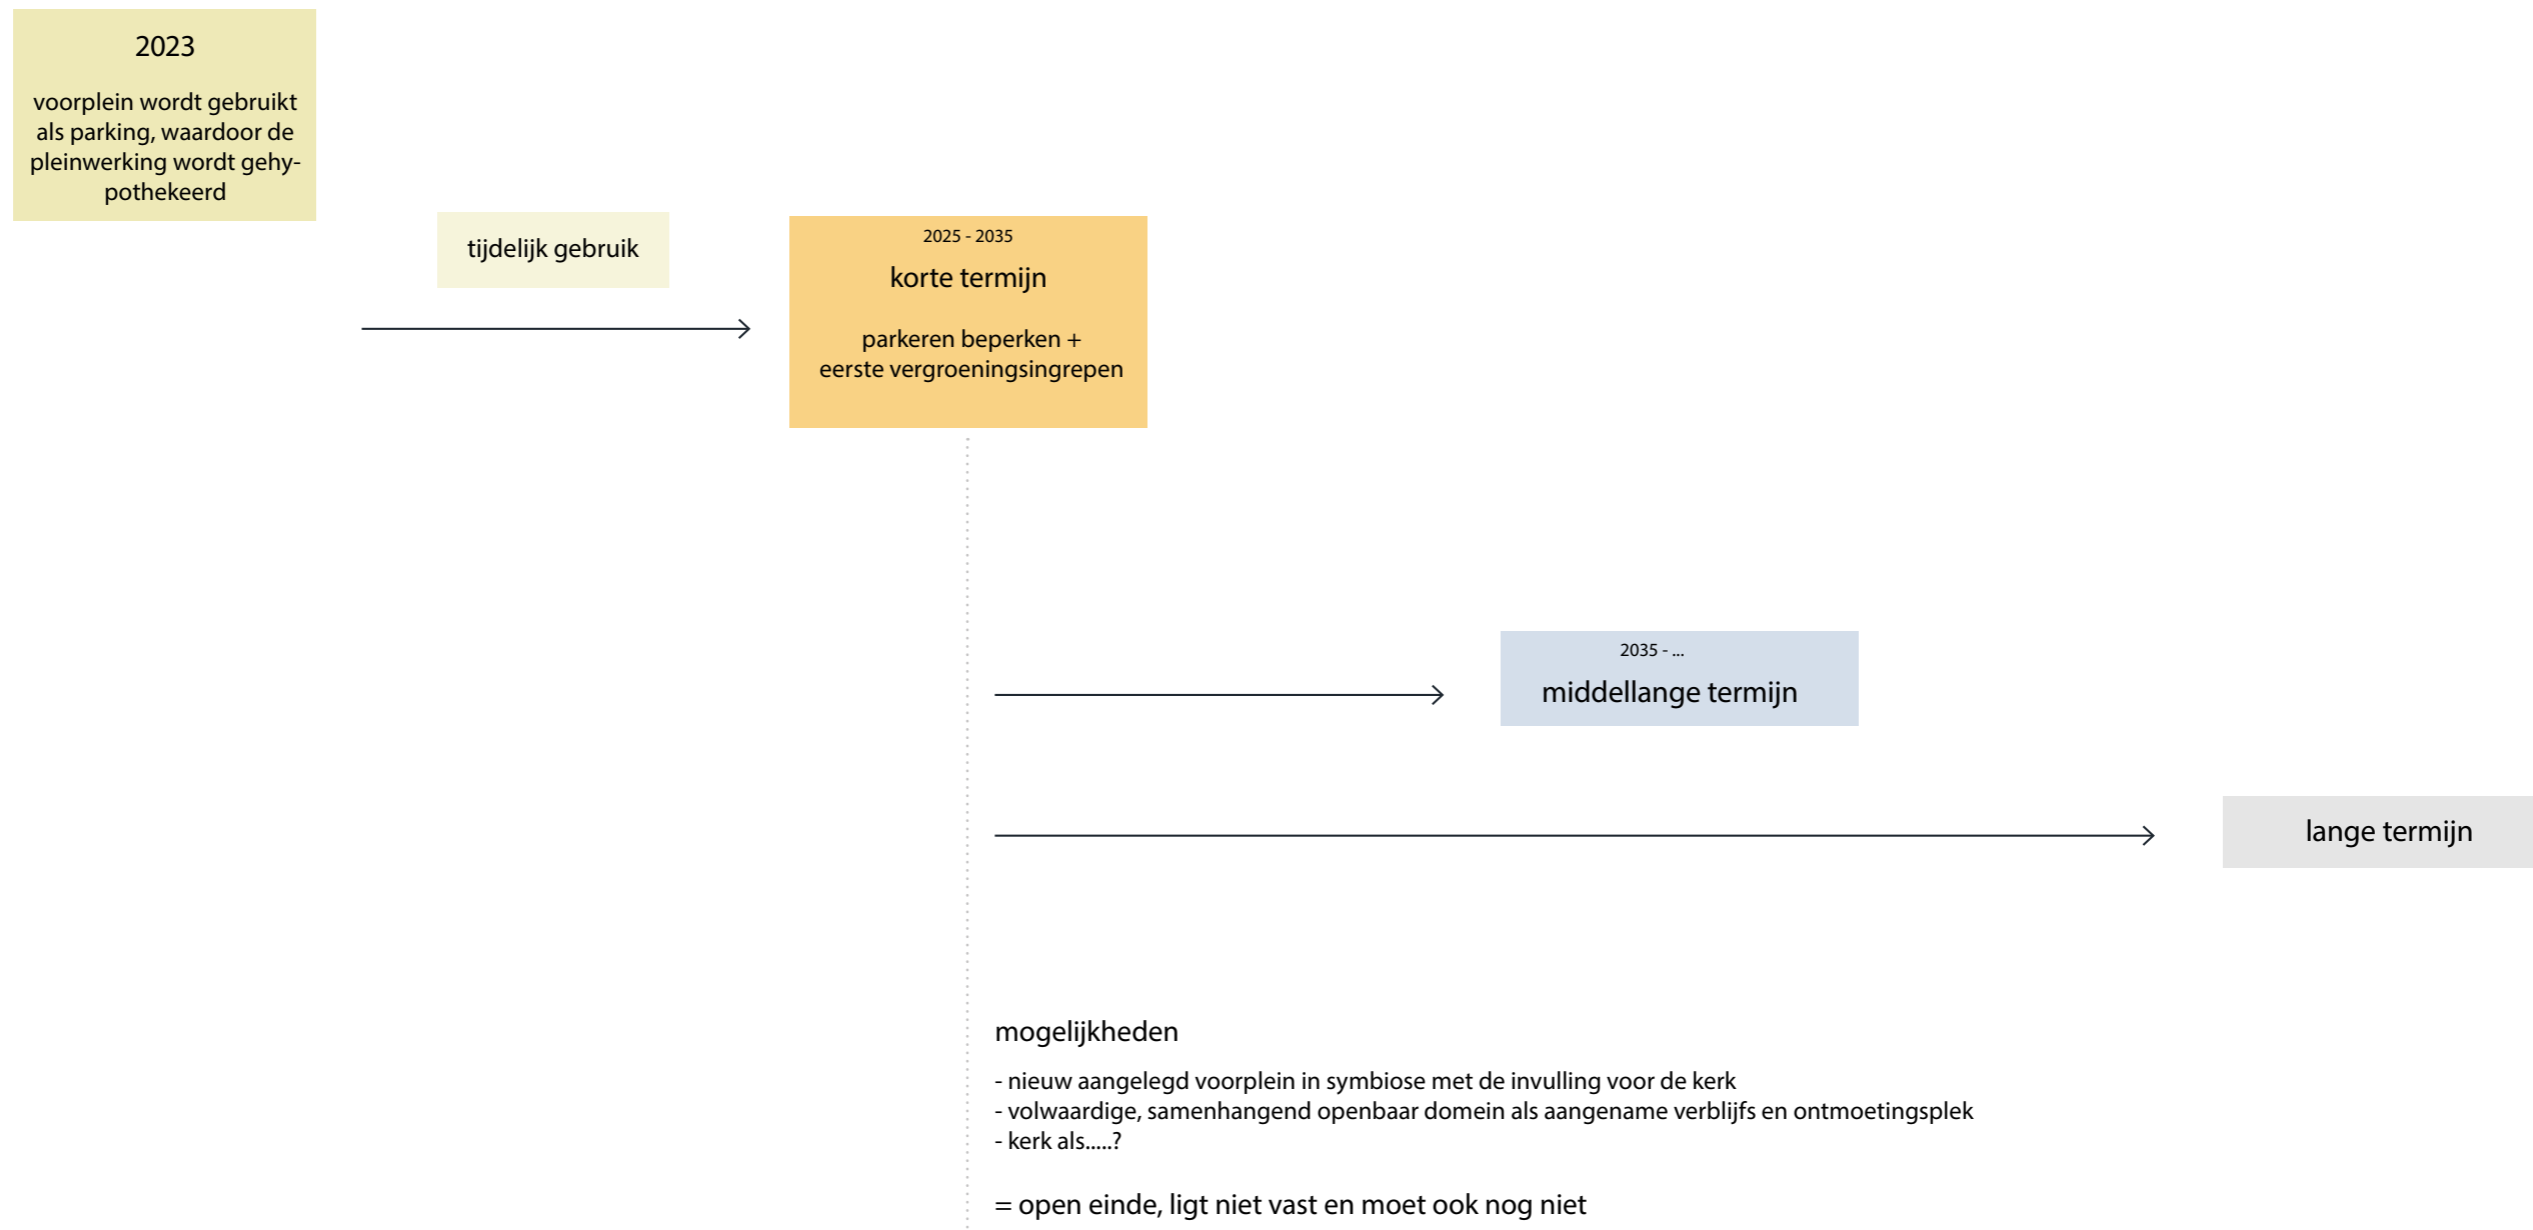 2023
voorplein wordt gebruikt
als parking, waardoor de
pleinwerking wordt gehy-
pothekeerd
tijdelijk gebruik
2025 - 2035
korte termijn
parkeren beperken +
eerste vergroeningsingrepen
2035 - ...
middellange termijn
lange termijn
mogelijkheden
- nieuw aangelegd voorplein in symbiose met de invulling voor de kerk
- volwaardige, samenhangend openbaar domein als aangename verblijfs en ontmoetingsplek
- kerk als.....?
= open einde, ligt niet vast en moet ook nog niet